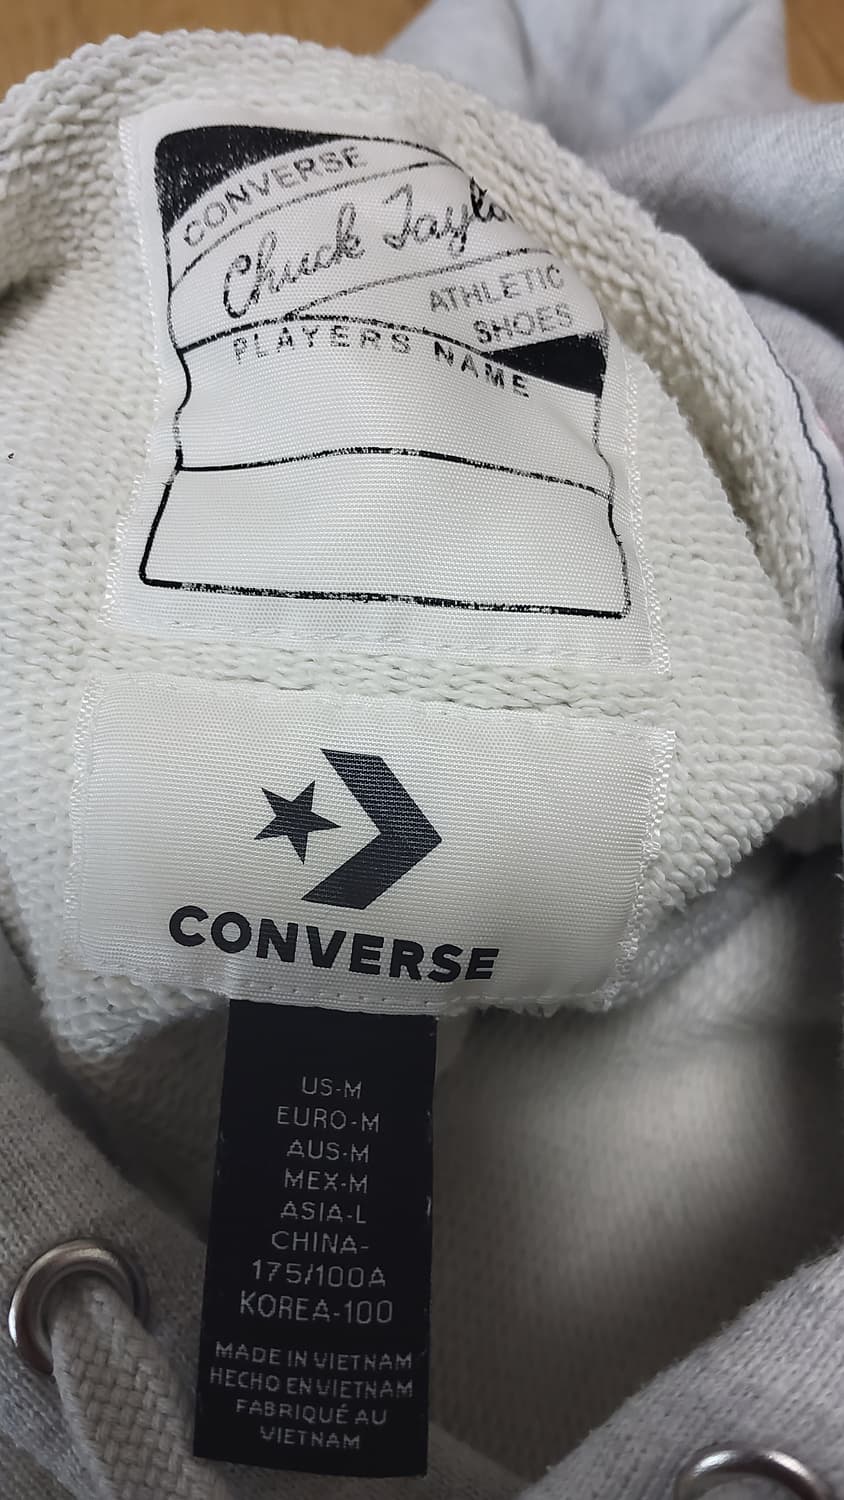 CONVERSE
Chuck Taylo
ATHLETIC
SHOES
PLAYERS NAME
CONVERSE
US-M
EURO-M
AUS-M
MEX-M
ASIA-L
CHINA-
175/100A
KOREA-100
MADE IN VIETNAM
HECHO EN VIETNAM
FABRIQUÉ AU
VIETNAM